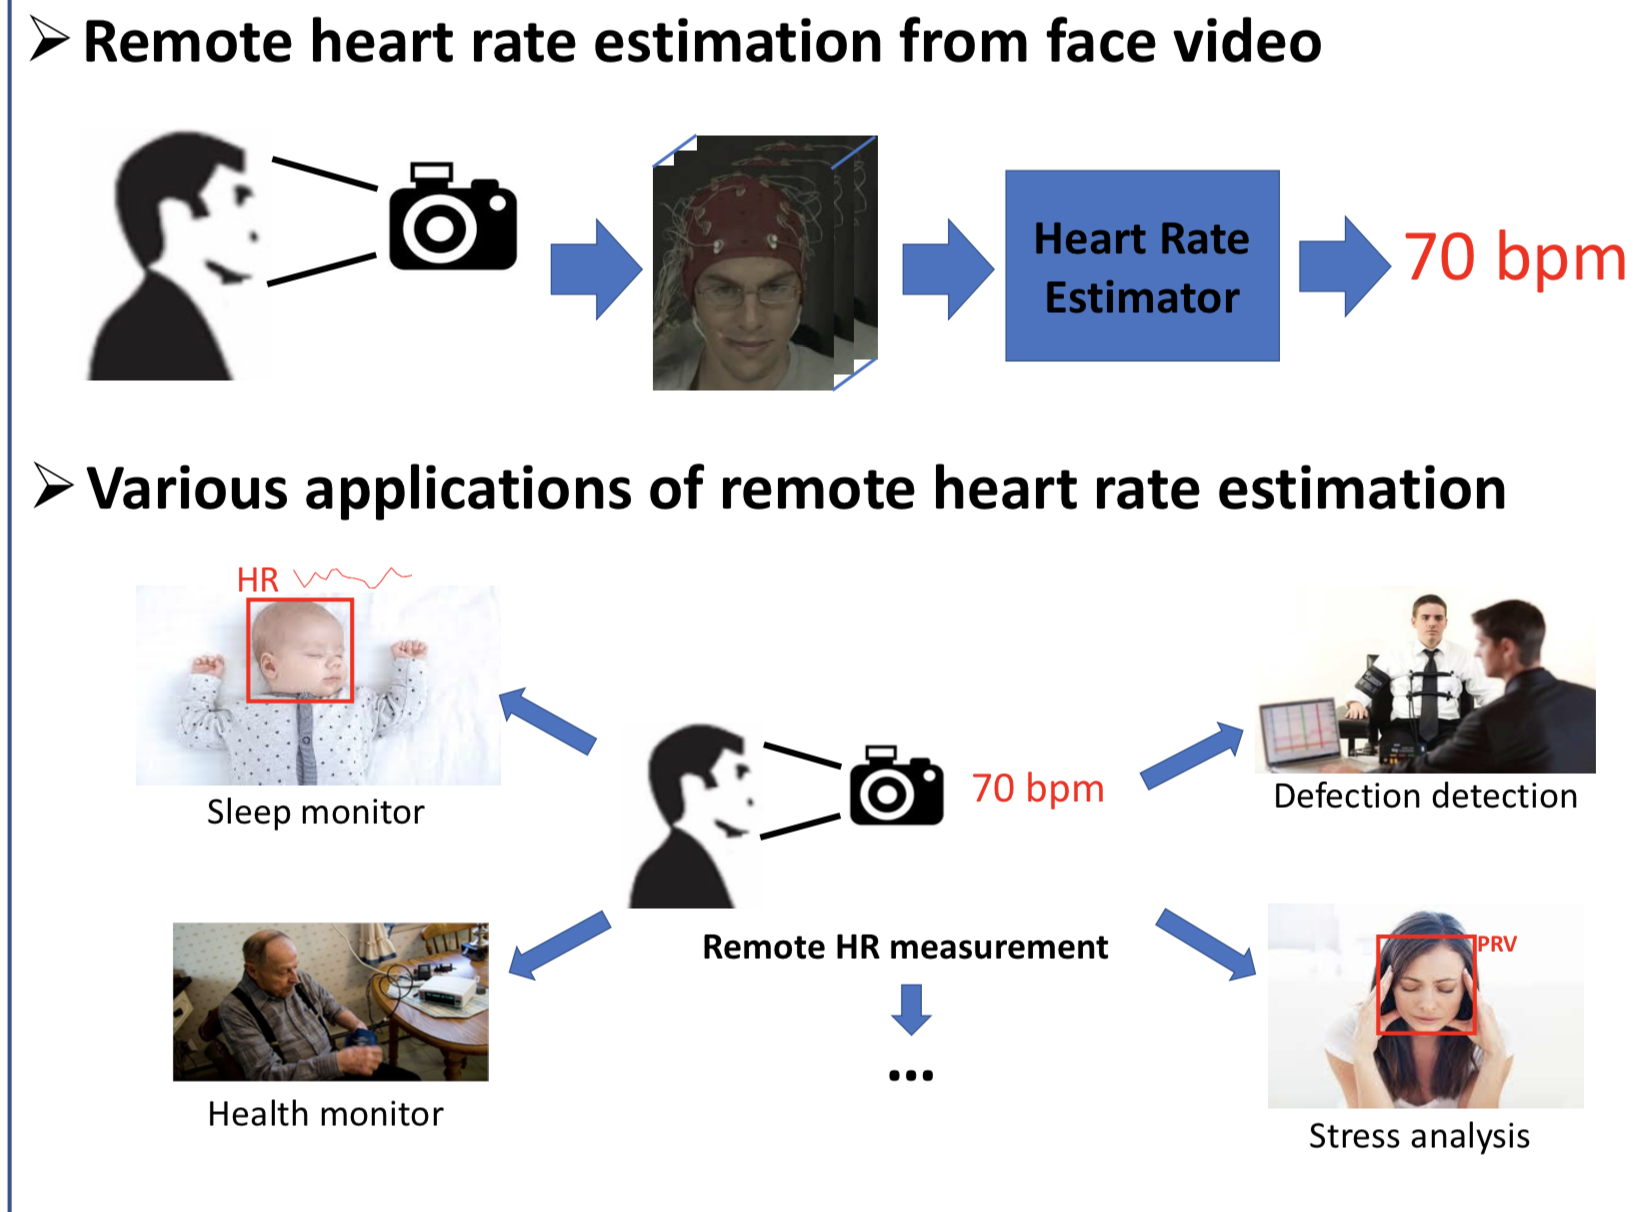 ➢ Remote heart rate estimation from face video
Heart Rate
Estimator
70 bpm
➢ Various applications of remote heart rate estimation
HR
Sleep monitor
70 bpm
Defection detection
Remote HR measurement
...
PRV
Health monitor
Stress analysis